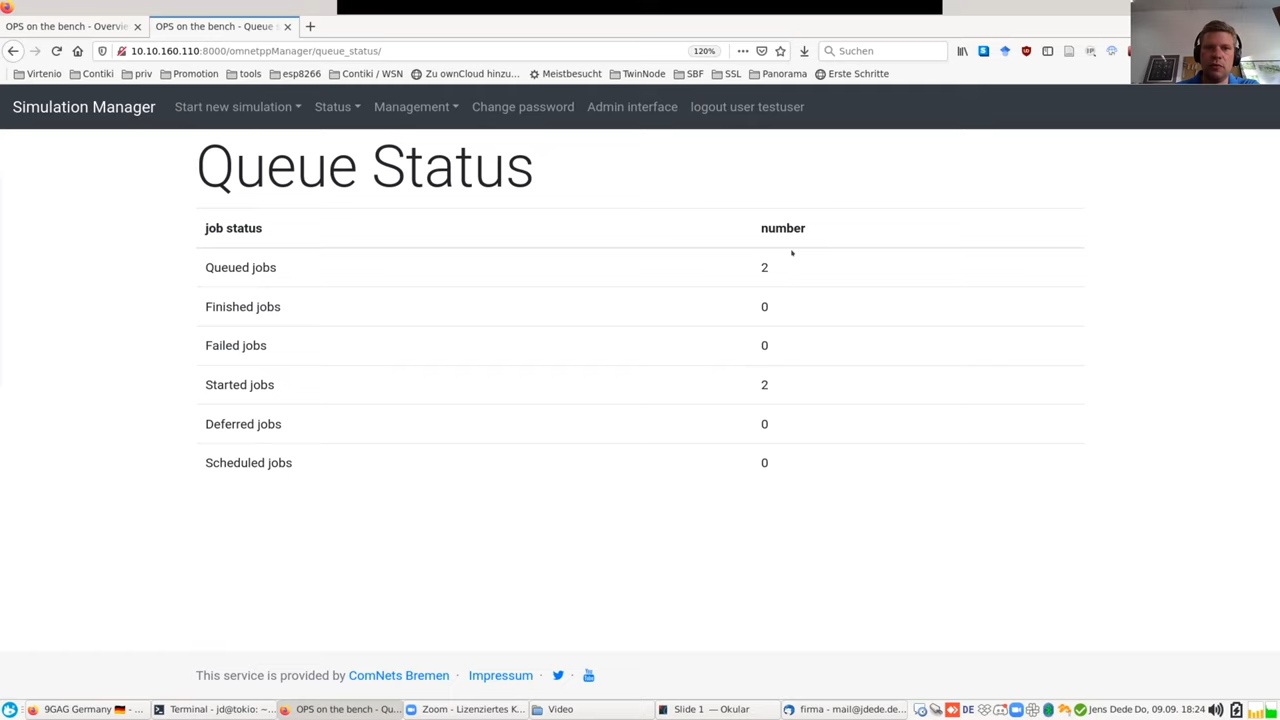 OPS on the bench - Overvie
OPS on the bench - Queue
10.10.160.110:8000/omnetppManager/queue_status/
120%
Suchen
Virtenio
Contiki
priv
Promotion
tools
esp8266
Contiki / WSN
Zu ownCloud hinzu...
Meistbesucht
TwinNode
SBF
SSL
Panorama
Erste Schritte
Simulation Manager
Start new simulation
Status
Management
Change password
Admin interface
logout user testuser
Queue Status
job status number
Queued jobs 2
Finished jobs 0
Failed jobs 0
Started jobs 2
Deferred jobs 0
Scheduled jobs 0
This service is provided by ComNets Bremen · Impressum · ·
9GAG Germany - ...
Terminal - jd@tokio: ~...
OPS on the bench - Qu...
Zoom - Lizenziertes K...
Video
Slide 1 — Okular
firma - mail@jdede.de...
DE
Jens Dede Do, 09.09. 18:24